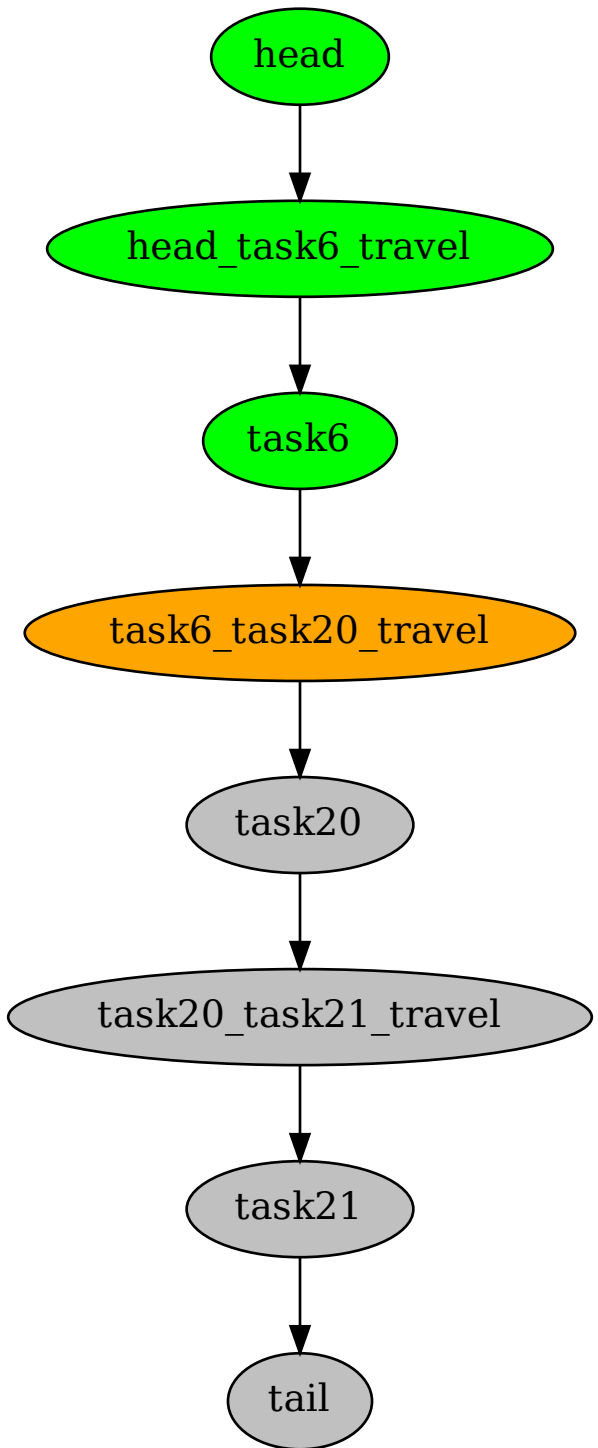 head
head_task6_travel
task6
task6_task20_travel
task20
task20_task21_travel
task21
tail